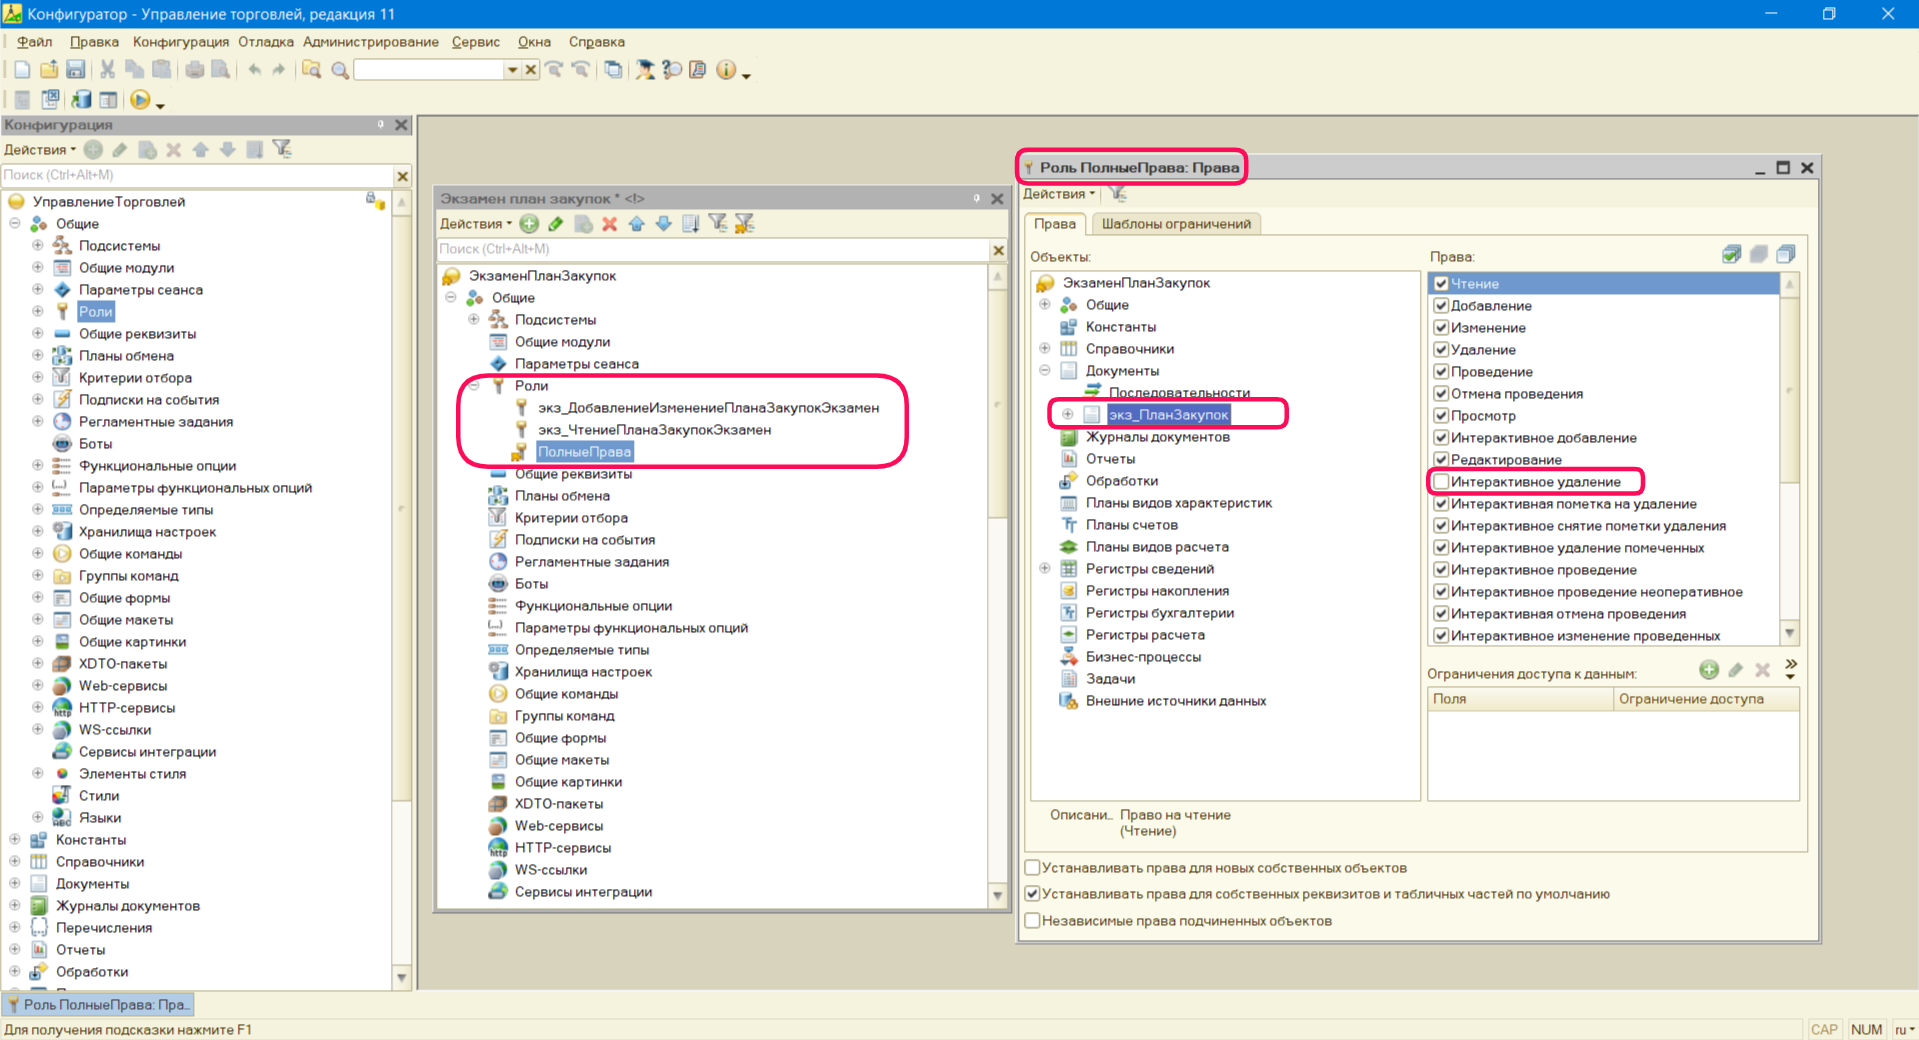 Конфигуратор - Управление торговлей, редакция 11
Файл Правка Конфигурация Отладка Администрирование Сервис Окна Справка
Конфигурация
Действия
Поиск (Ctrl+Alt+M)
УправлениеТорговлей
Общие
Подсистемы
Общие модули
Параметры сеанса
Роли
Общие реквизиты
Планы обмена
Критерии отбора
Подписки на события
Регламентные задания
Боты
Функциональные опции
Параметры функциональных опций
Определяемые типы
Хранилища настроек
Общие команды
Группы команд
Общие формы
Общие макеты
Общие картинки
XDTO-пакеты
Web-сервисы
HTTP-сервисы
WS-ссылки
Сервисы интеграции
Элементы стиля
Стили
Языки
Константы
Справочники
Документы
Журналы документов
Перечисления
Отчеты
Обработки
Экзамен план закупок * <!>
Действия
Поиск (Ctrl+Alt+M)
ЭкзаменПланЗакупок
Общие
Подсистемы
Общие модули
Параметры сеанса
Роли
экз_ДобавлениеИзменениеПланаЗакупокЭкзамен
экз_ЧтениеПланаЗакупокЭкзамен
ПолныеПрава
Общие реквизиты
Планы обмена
Критерии отбора
Подписки на события
Регламентные задания
Боты
Функциональные опции
Параметры функциональных опций
Определяемые типы
Хранилища настроек
Общие команды
Группы команд
Общие формы
Общие макеты
Общие картинки
XDTO-пакеты
Web-сервисы
HTTP-сервисы
WS-ссылки
Сервисы интеграции
Роль ПолныеПрава: Права
Действия
Права Шаблоны ограничений
Объекты:
ЭкзаменПланЗакупок
Общие
Константы
Справочники
Документы
Последовательности
экз_ПланЗакупок
Журналы документов
Отчеты
Обработки
Планы видов характеристик
Планы счетов
Планы видов расчета
Регистры сведений
Регистры накопления
Регистры бухгалтерии
Регистры расчета
Бизнес-процессы
Задачи
Внешние источники данных
Права:
Чтение
Добавление
Изменение
Удаление
Проведение
Отмена проведения
Просмотр
Интерактивное добавление
Редактирование
Интерактивное удаление
Интерактивная пометка на удаление
Интерактивное снятие пометки удаления
Интерактивное удаление помеченных
Интерактивное проведение
Интерактивное проведение неоперативное
Интерактивная отмена проведения
Интерактивное изменение проведенных
Ограничения доступа к данным:
Поля Ограничение доступа
Описани... Право на чтение
(Чтение)
Устанавливать права для новых собственных объектов
Устанавливать права для собственных реквизитов и табличных частей по умолчанию
Независимые права подчиненных объектов
Роль ПолныеПрава: Пра...
Для получения подсказки нажмите F1
CAP NUM ru